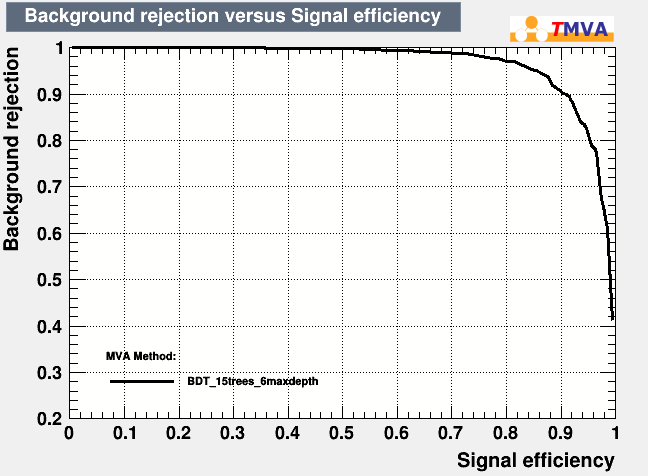 Background rejection versus Signal efficiency
TMVA
Background rejection
1
0.9
0.8
0.7
0.6
0.5
0.4
0.3
0.2
MVA Method:
BDT_15trees_6maxdepth
0 0.1 0.2 0.3 0.4 0.5 0.6 0.7 0.8 0.9 1
Signal efficiency